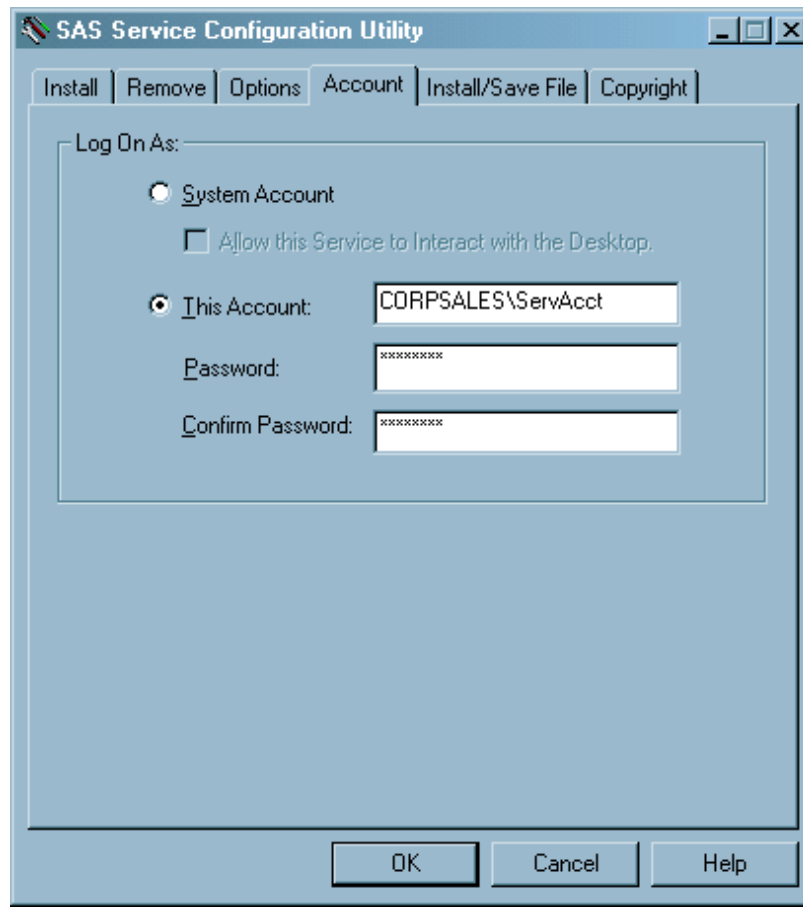 SAS Service Configuration Utility
Install Remove Options Account Install/Save File Copyright
Log On As:
System Account
Allow this Service to Interact with the Desktop.
This Account: CORPSALES\ServAcct
Password: ********
Confirm Password: ********
OK Cancel Help